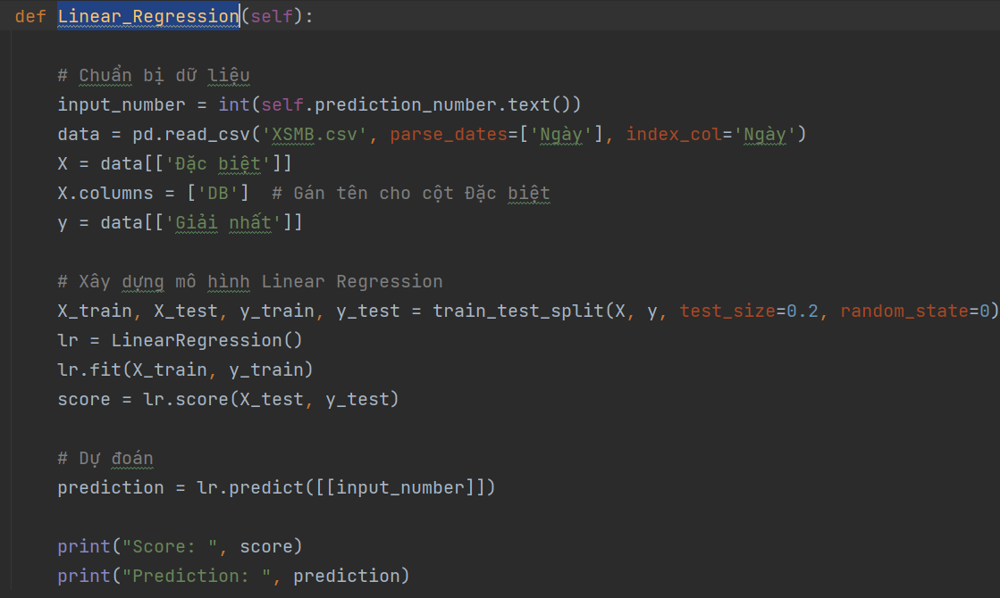 def Linear_Regression(self):
# Chuẩn bị dữ liệu
input_number = int(self.prediction_number.text())
data = pd.read_csv('XSMB.csv', parse_dates=['Ngày'], index_col='Ngày')
X = data[['Đặc biệt']]
X.columns = ['DB']  # Gán tên cho cột Đặc biệt
y = data[['Giải nhất']]
# Xây dựng mô hình Linear Regression
X_train, X_test, y_train, y_test = train_test_split(X, y, test_size=0.2, random_state=0)
lr = LinearRegression()
lr.fit(X_train, y_train)
score = lr.score(X_test, y_test)
# Dự đoán
prediction = lr.predict([[input_number]])
print("Score: ", score)
print("Prediction: ", prediction)